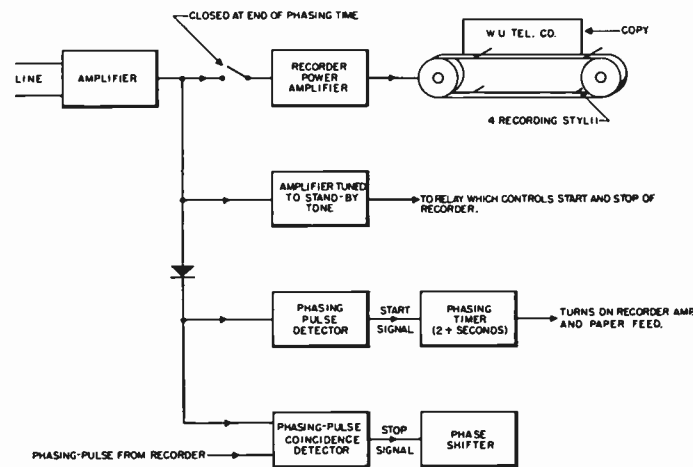 CLOSED AT END OF PHASING TIME
LINE
AMPLIFIER
RECORDER
POWER
AMPLIFIER
W U TEL. CO.
COPY
4 RECORDING STYLII
AMPLIFIER TUNED
TO STAND-BY
TONE
TO RELAY WHICH CONTROLS START AND STOP OF
RECORDER.
PHASING
PULSE
DETECTOR
START
SIGNAL
PHASING
TIMER
(2+ SECONDS)
TURNS ON RECORDER AMP
AND PAPER FEED.
PHASING-PULSE FROM RECORDER
PHASING-PULSE
COINCIDENCE
DETECTOR
STOP
SIGNAL
PHASE
SHIFTER